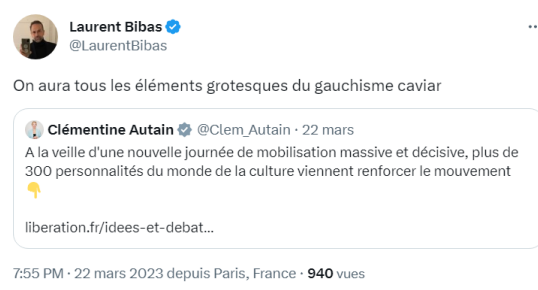 Laurent Bibas
@LaurentBibas
On aura tous les éléments grotesques du gauchisme caviar
Clémentine Autain @Clem_Autain · 22 mars
A la veille d'une nouvelle journée de mobilisation massive et décisive, plus de
300 personnalités du monde de la culture viennent renforcer le mouvement
👇
liberation.fr/idees-et-debat...
7:55 PM · 22 mars 2023 depuis Paris, France · 940 vues